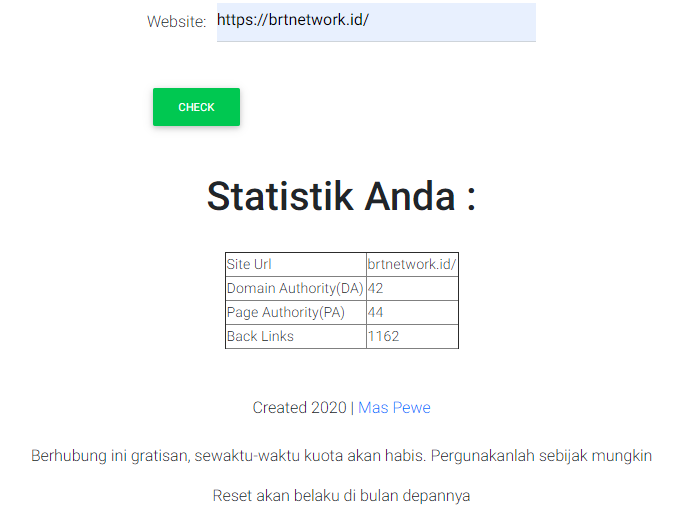 Website: https://brtnetwork.id/
CHECK
Statistik Anda :
Site Url brtnetwork.id/
Domain Authority(DA) 42
Page Authority(PA) 44
Back Links 1162
Created 2020 | Mas Pewe
Berhubung ini gratisan, sewaktu-waktu kuota akan habis. Pergunakanlah sebijak mungkin
Reset akan belaku di bulan depannya